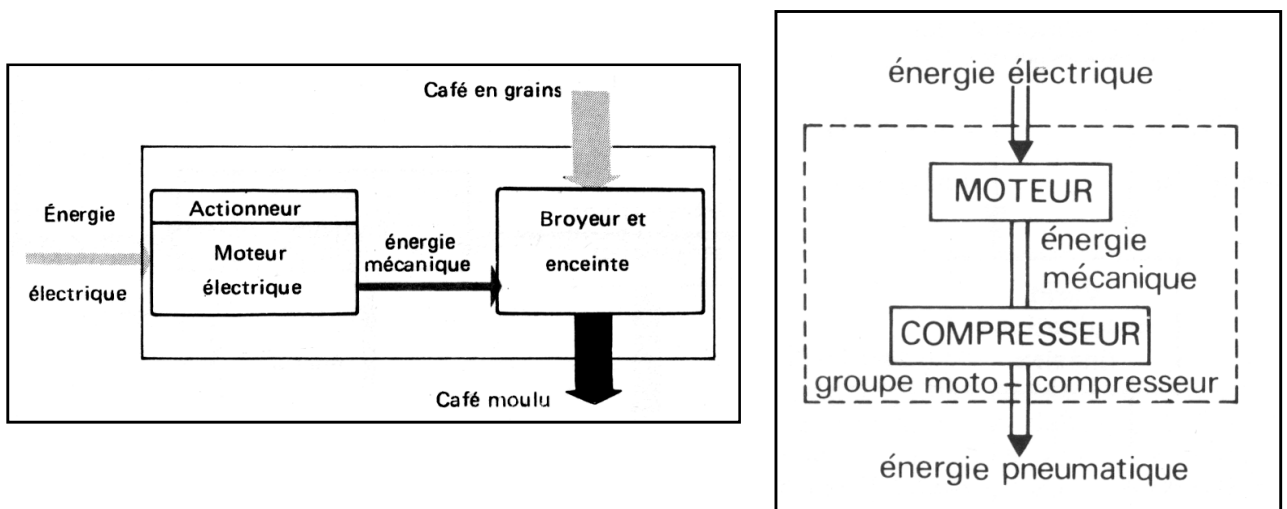 Café en grains
Énergie
électrique
Actionneur
Moteur
électrique
énergie
mécanique
Broyeur et
enceinte
Café moulu
énergie électrique
MOTEUR
énergie
mécanique
COMPRESSEUR
groupe moto - compresseur
énergie pneumatique